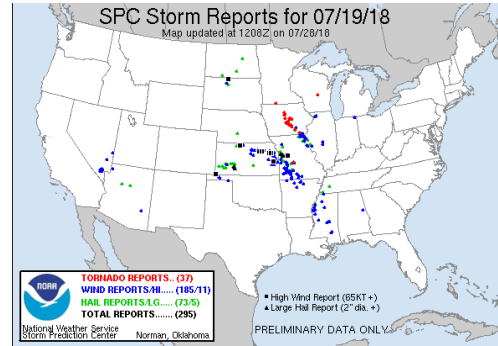 SPC Storm Reports for 07/19/18
Map updated at 1208Z on 07/28/18
NOAA
TORNADO REPORTS.. (37)
WIND REPORTS/HI..... (185/11)
HAIL REPORTS/LG.... (73/5)
TOTAL REPORTS....... (295)
National Weather Service
Storm Prediction Center Norman, Oklahoma
■ High Wind Report (65KT +)
▲ Large Hail Report (2" dia. +)
PRELIMINARY DATA ONLY